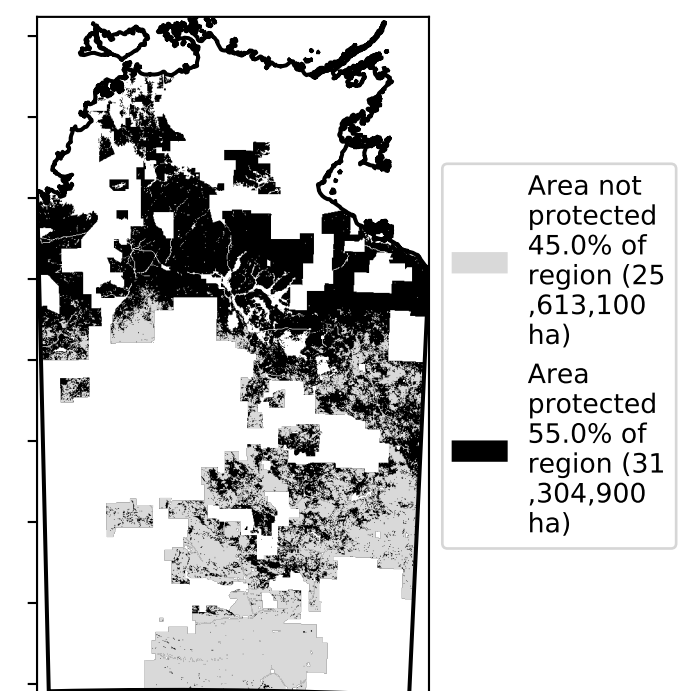 Area not
protected
45.0% of
region (25
,613,100
ha)
Area
protected
55.0% of
region (31
,304,900
ha)